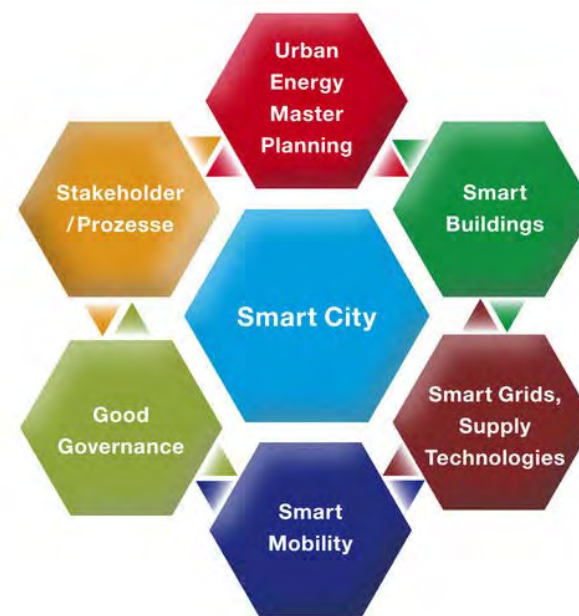 Urban
Energy
Master
Planning
Stakeholder
/Prozesse
Smart
Buildings
Smart City
Good
Governance
Smart Grids,
Supply
Technologies
Smart
Mobility